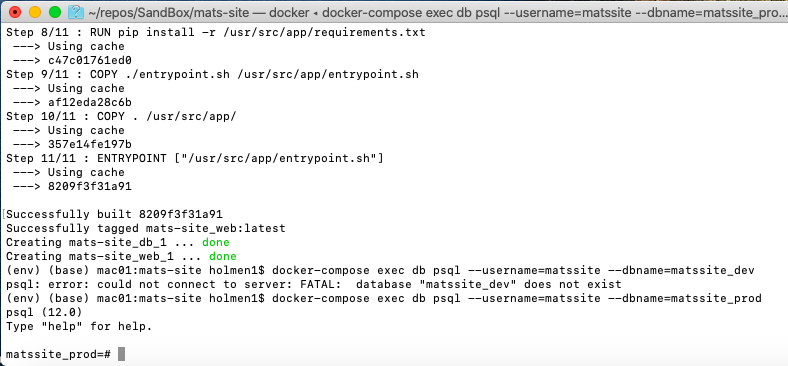 ~/repos/SandBox/mats-site — docker ◂ docker-compose exec db psql --username=matssite --dbname=matssite_pro...
Step 8/11 : RUN pip install -r /usr/src/app/requirements.txt
---> Using cache
---> c47c01761ed0
Step 9/11 : COPY ./entrypoint.sh /usr/src/app/entrypoint.sh
---> Using cache
---> af12eda28c6b
Step 10/11 : COPY . /usr/src/app/
---> Using cache
---> 357e14fe197b
Step 11/11 : ENTRYPOINT ["/usr/src/app/entrypoint.sh"]
---> Using cache
---> 8209f3f31a91
Successfully built 8209f3f31a91
Successfully tagged mats-site_web:latest
Creating mats-site_db_1 ... done
Creating mats-site_web_1 ... done
(env) (base) mac01:mats-site holmen1$ docker-compose exec db psql --username=matssite --dbname=matssite_dev
psql: error: could not connect to server: FATAL:  database "matssite_dev" does not exist
(env) (base) mac01:mats-site holmen1$ docker-compose exec db psql --username=matssite --dbname=matssite_prod
psql (12.0)
Type "help" for help.
matssite_prod=#